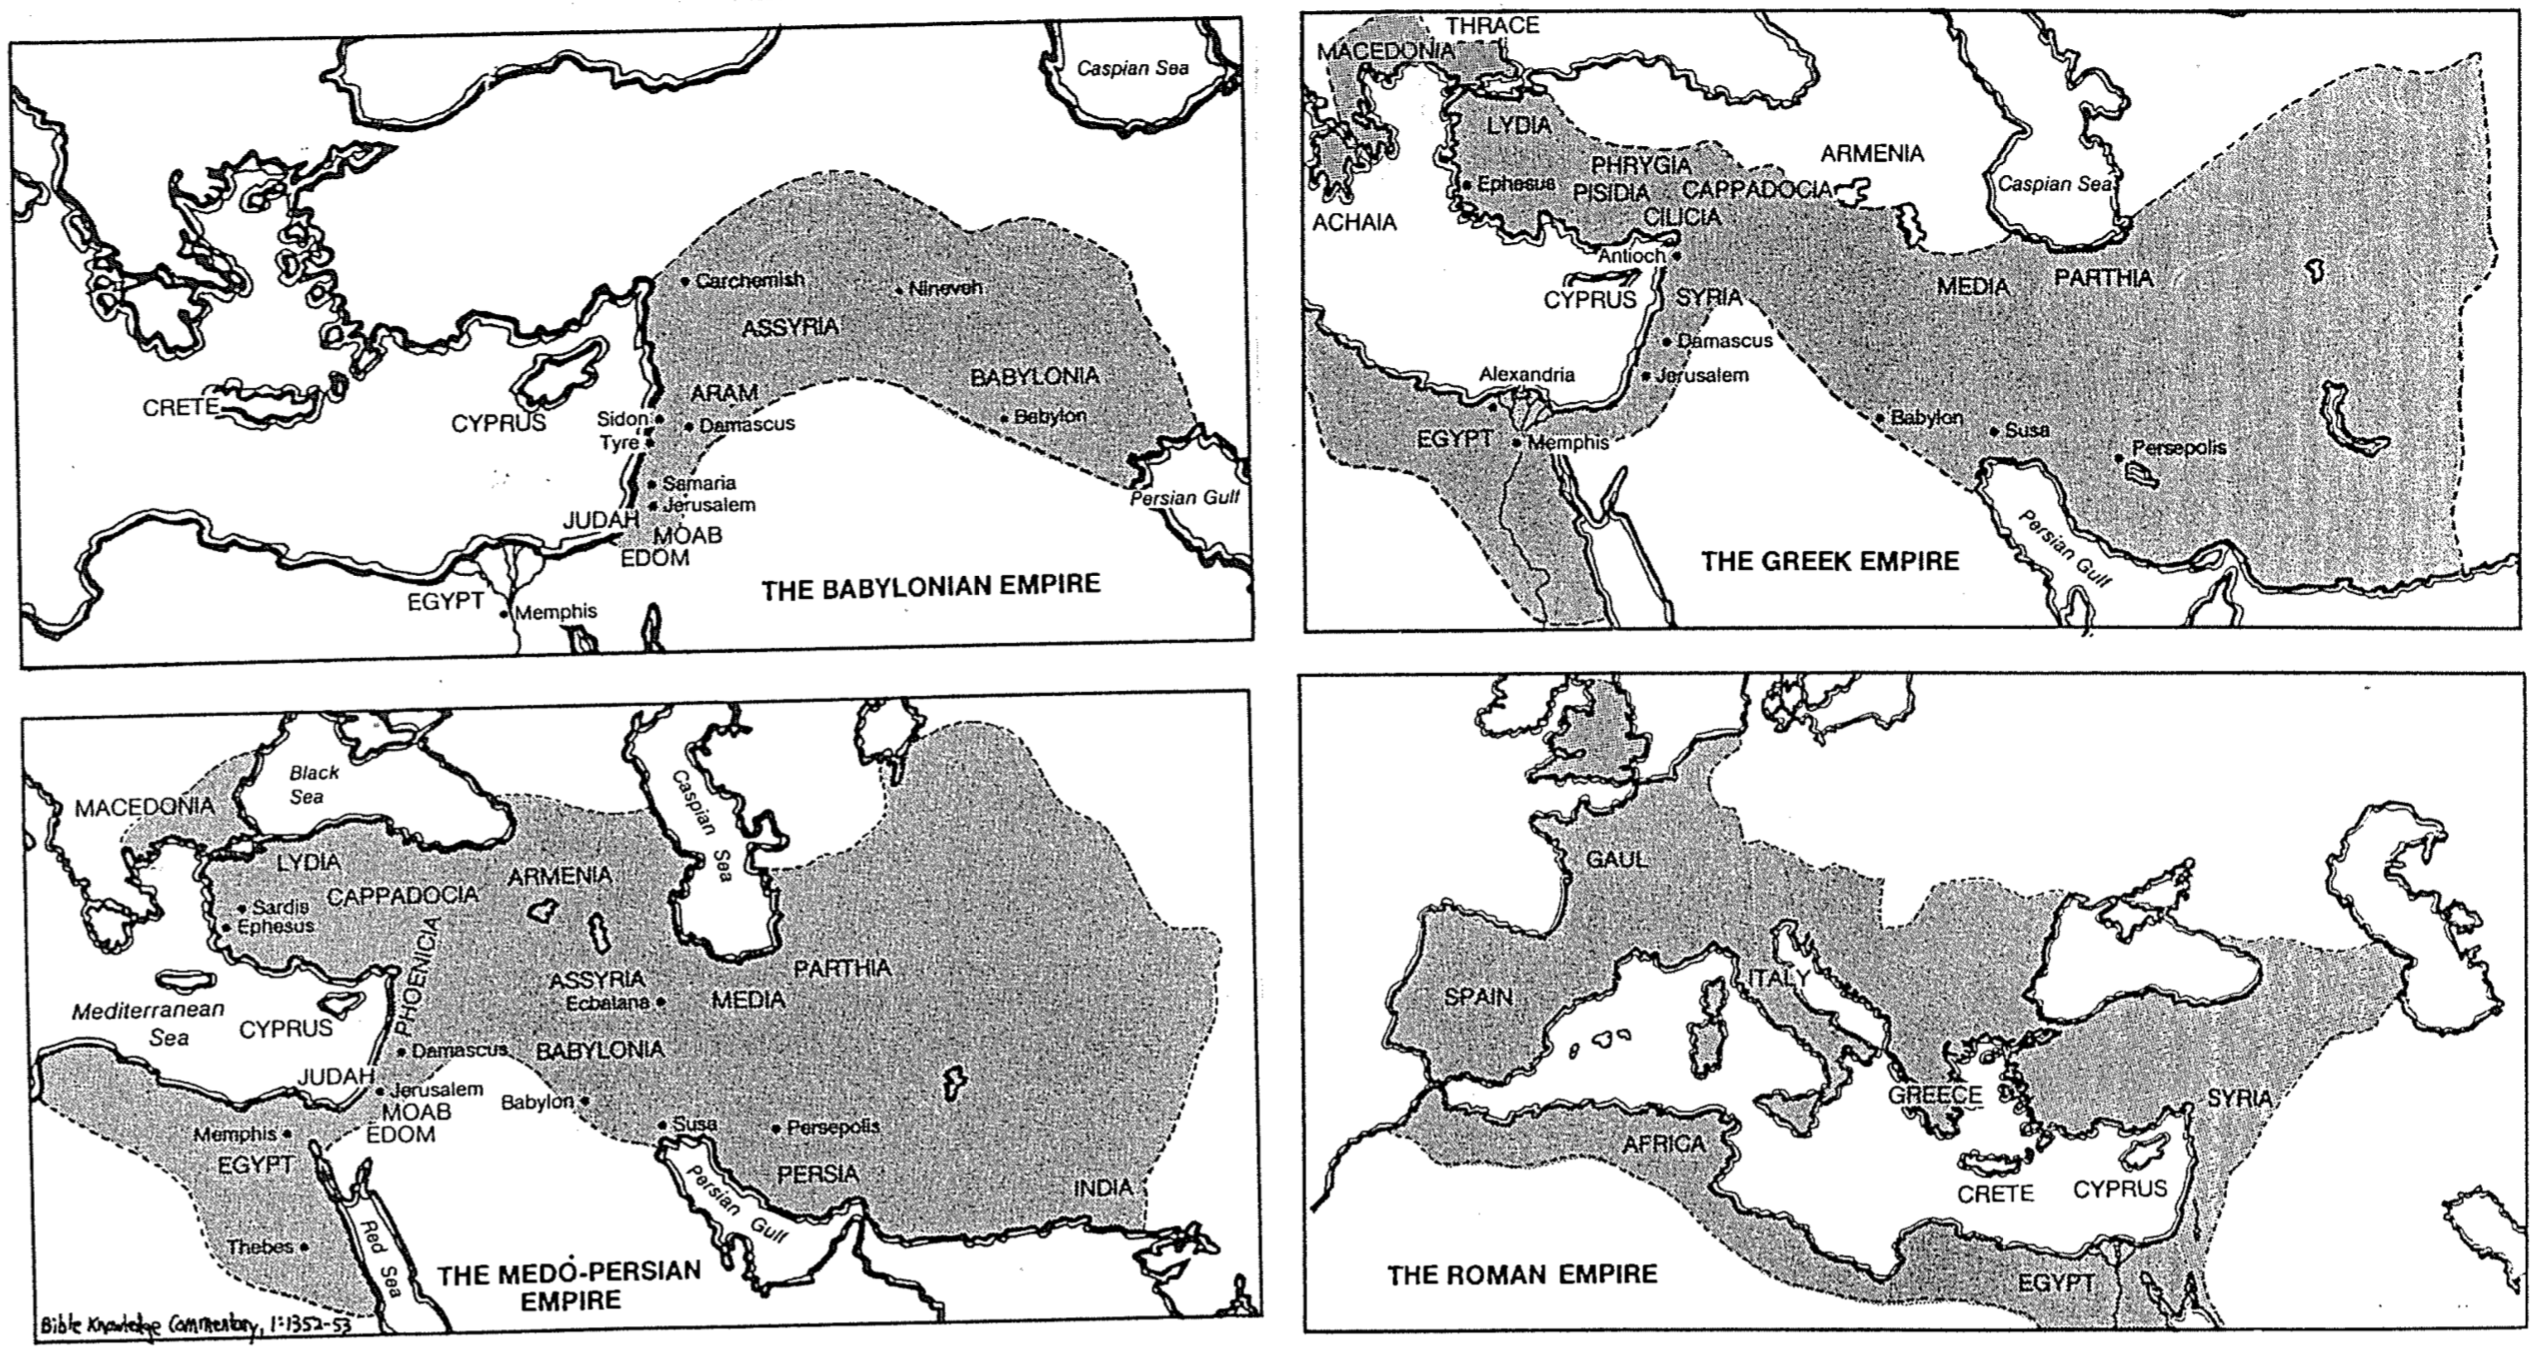 Caspian Sea
Carchemish
Nineveh
ASSYRIA
BABYLONIA
ARAM
CRETE
CYPRUS
Sidon
Damascus
Babylon
Tyre
Samaria
Persian Gulf
Jerusalem
JUDAH
MOAB
EDOM
THE BABYLONIAN EMPIRE
EGYPT
Memphis
THRACE
MACEDONIA
LYDIA
ARMENIA
PHRYGIA
Ephesus
PISIDIA
CAPPADOCIA
Caspian Sea
ACHAIA
CILICIA
Antioch
MEDIA
PARTHIA
CYPRUS
SYRIA
Damascus
Alexandria
Jerusalem
Babylon
Susa
EGYPT
Memphis
Persepolis
Persian Gulf
THE GREEK EMPIRE
Black
Sea
MACEDONIA
Caspian Sea
LYDIA
ARMENIA
CAPPADOCIA
Sardis
Ephesus
PHOENICIA
PARTHIA
ASSYRIA
Ecbatana
MEDIA
Mediterranean
Sea
CYPRUS
Damascus
BABYLONIA
JUDAH
Jerusalem
Babylon
MOAB
Memphis
EDOM
Susa
Persepolis
EGYPT
PERSIA
INDIA
Persian Gulf
Thebes
Red Sea
THE MEDO-PERSIAN
EMPIRE
Bible Knowledge Commentary, 1:1352-53
GAUL
SPAIN
ITALY
GREECE
SYRIA
AFRICA
CRETE
CYPRUS
THE ROMAN EMPIRE
EGYPT